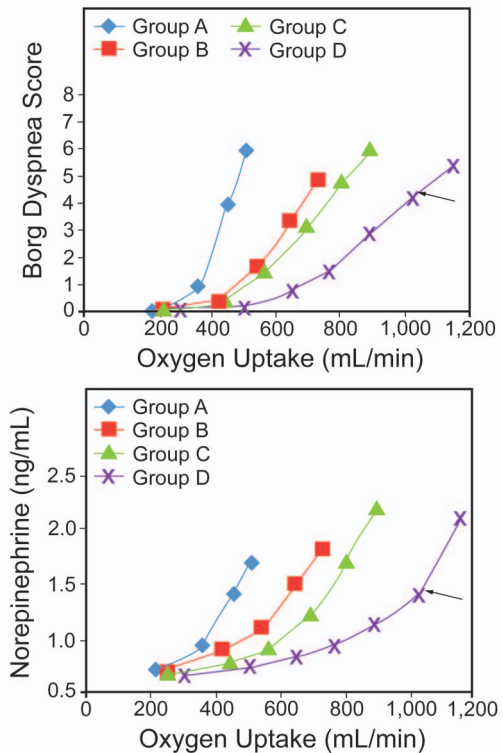 Group A
Group B
Group C
Group D
Borg Dyspnea Score
8
7
6
5
4
3
2
1
0
0 200 400 600 800 1,000 1,200
Oxygen Uptake (mL/min)
Group A
Group B
Group C
Group D
Norepinephrine (ng/mL)
2.5
2.0
1.5
1.0
0.5
200 400 600 800 1,000 1,200
Oxygen Uptake (mL/min)